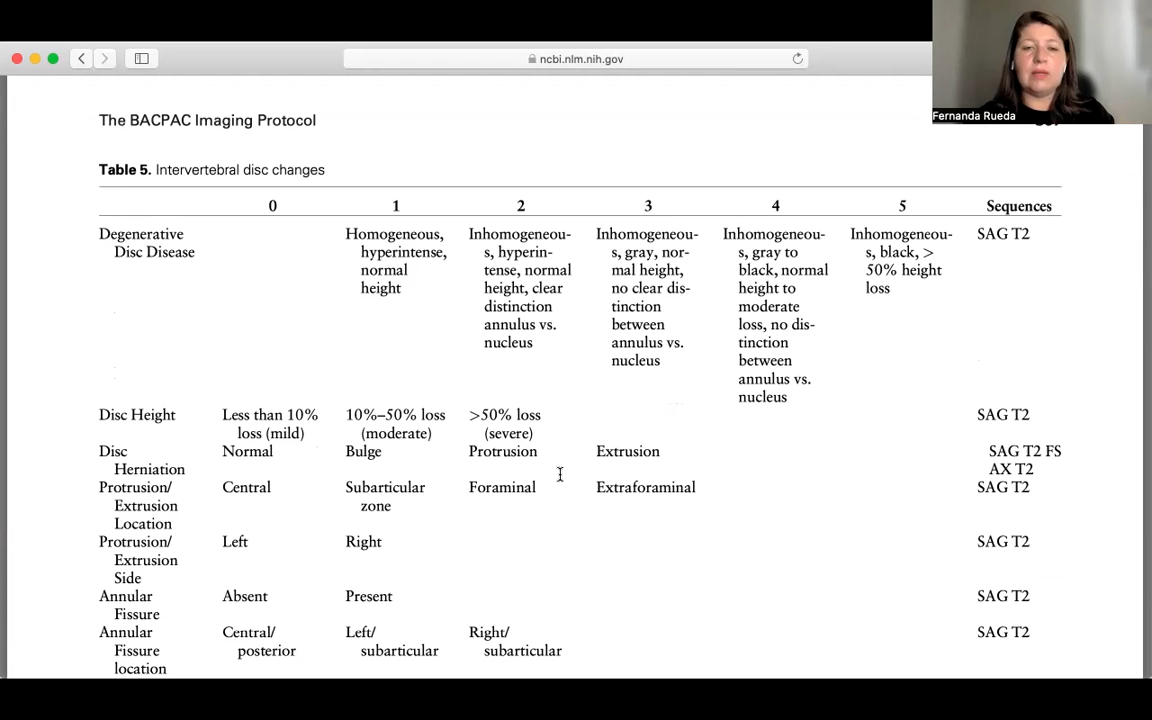 ncbi.nlm.nih.gov
Fernanda Rueda
The BACPAC Imaging Protocol
Table 5. Intervertebral disc changes
0 1 2 3 4 5 Sequences
Degenerative Homogeneous, Inhomogeneou- Inhomogeneou- Inhomogeneou- Inhomogeneou- SAG T2
Disc Disease hyperintense, s, hyperin- s, gray, nor- s, gray to s, black, >
normal tense, normal mal height, black, normal 50% height
height height, clear no clear dis- height to loss
distinction tinction moderate
annulus vs. between loss, no dis-
nucleus annulus vs. tinction
nucleus between
annulus vs.
nucleus
Disc Height Less than 10% 10%–50% loss >50% loss SAG T2
loss (mild) (moderate) (severe)
Disc Normal Bulge Protrusion Extrusion SAG T2 FS
Herniation AX T2
Protrusion/ Central Subarticular Foraminal Extraforaminal SAG T2
Extrusion zone
Location
Protrusion/ Left Right SAG T2
Extrusion
Side
Annular Absent Present SAG T2
Fissure
Annular Central/ Left/ Right/ SAG T2
Fissure posterior subarticular subarticular
location